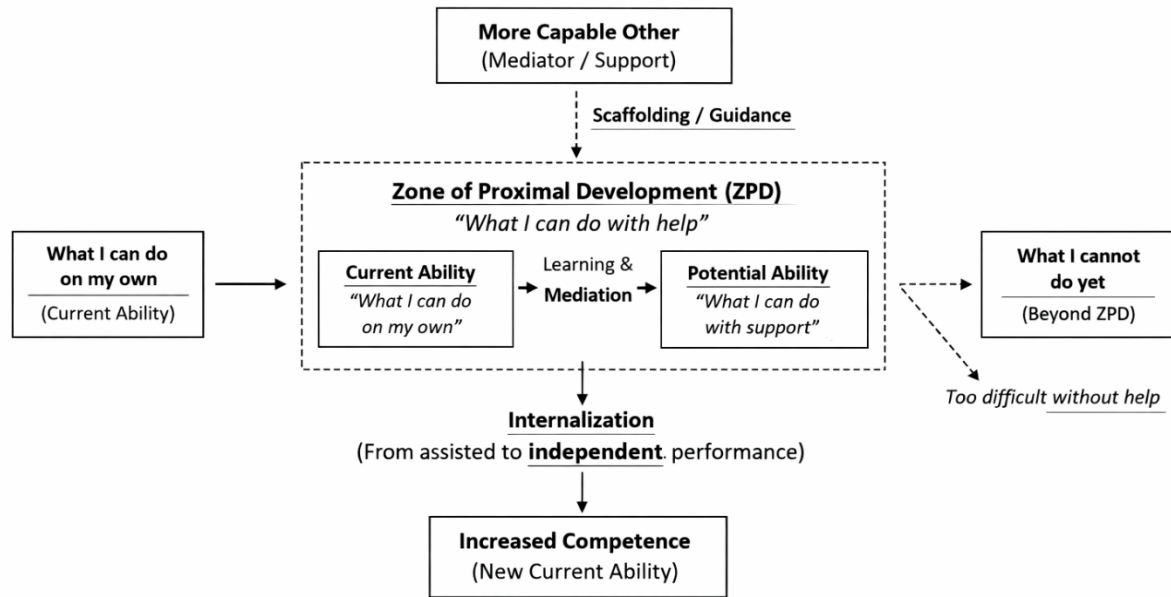 More Capable Other
(Mediator / Support)
Scaffolding / Guidance
Zone of Proximal Development (ZPD)
“What I can do with help”
What I can do
on my own
(Current Ability)
Current Ability
“What I can do
on my own”
Learning &
Mediation
Potential Ability
“What I can do
with support”
What I cannot
do yet
(Beyond ZPD)
Too difficult without help
Internalization
(From assisted to independent. performance)
Increased Competence
(New Current Ability)